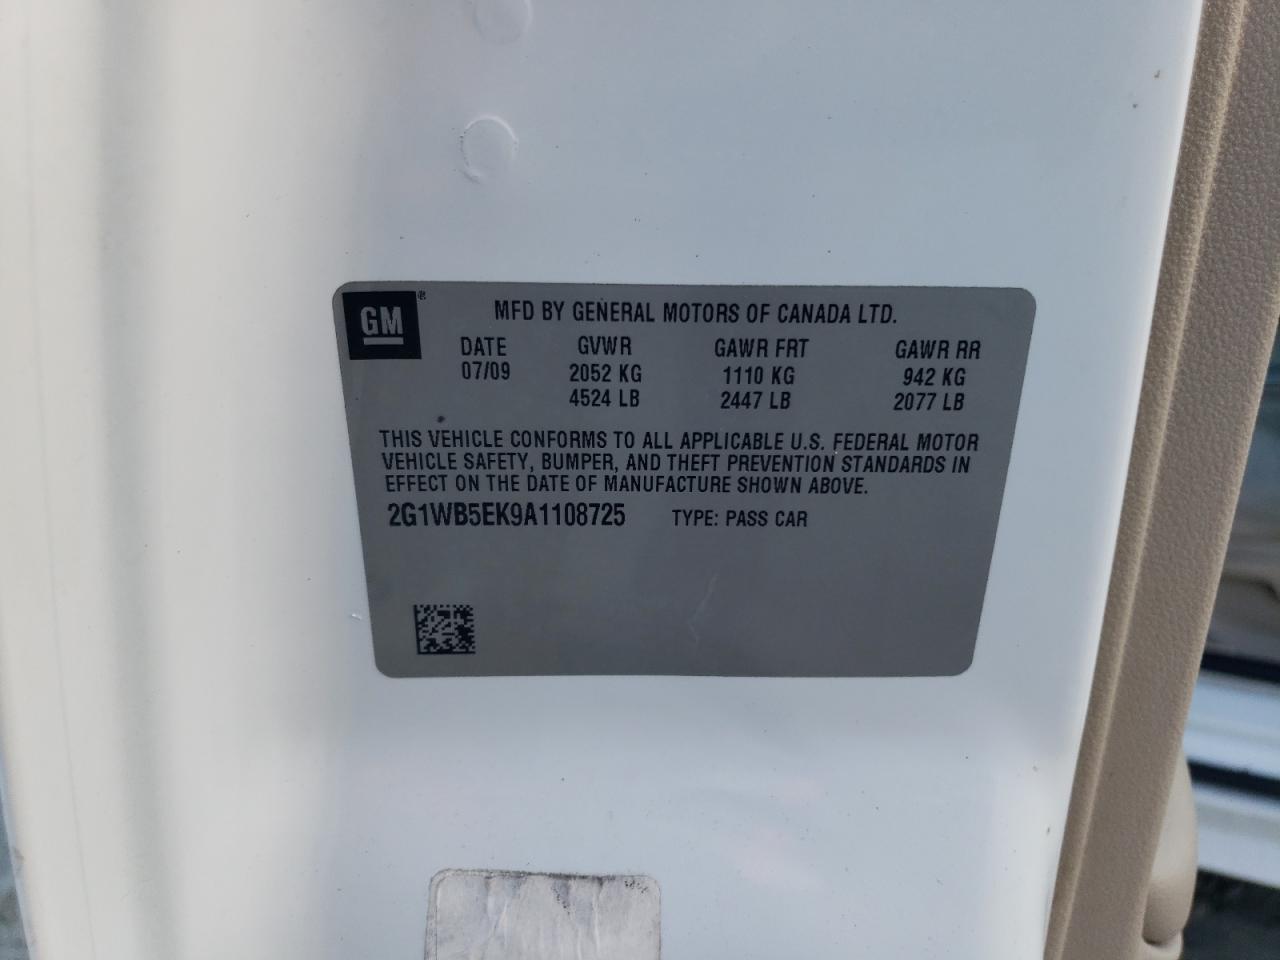 GM®
MFD BY GENERAL MOTORS OF CANADA LTD.
DATE GVWR GAWR FRT GAWR RR
07/09 2052 KG 1110 KG 942 KG
4524 LB 2447 LB 2077 LB
THIS VEHICLE CONFORMS TO ALL APPLICABLE U.S. FEDERAL MOTOR
VEHICLE SAFETY, BUMPER, AND THEFT PREVENTION STANDARDS IN
EFFECT ON THE DATE OF MANUFACTURE SHOWN ABOVE.
2G1WB5EK9A1108725 TYPE: PASS CAR